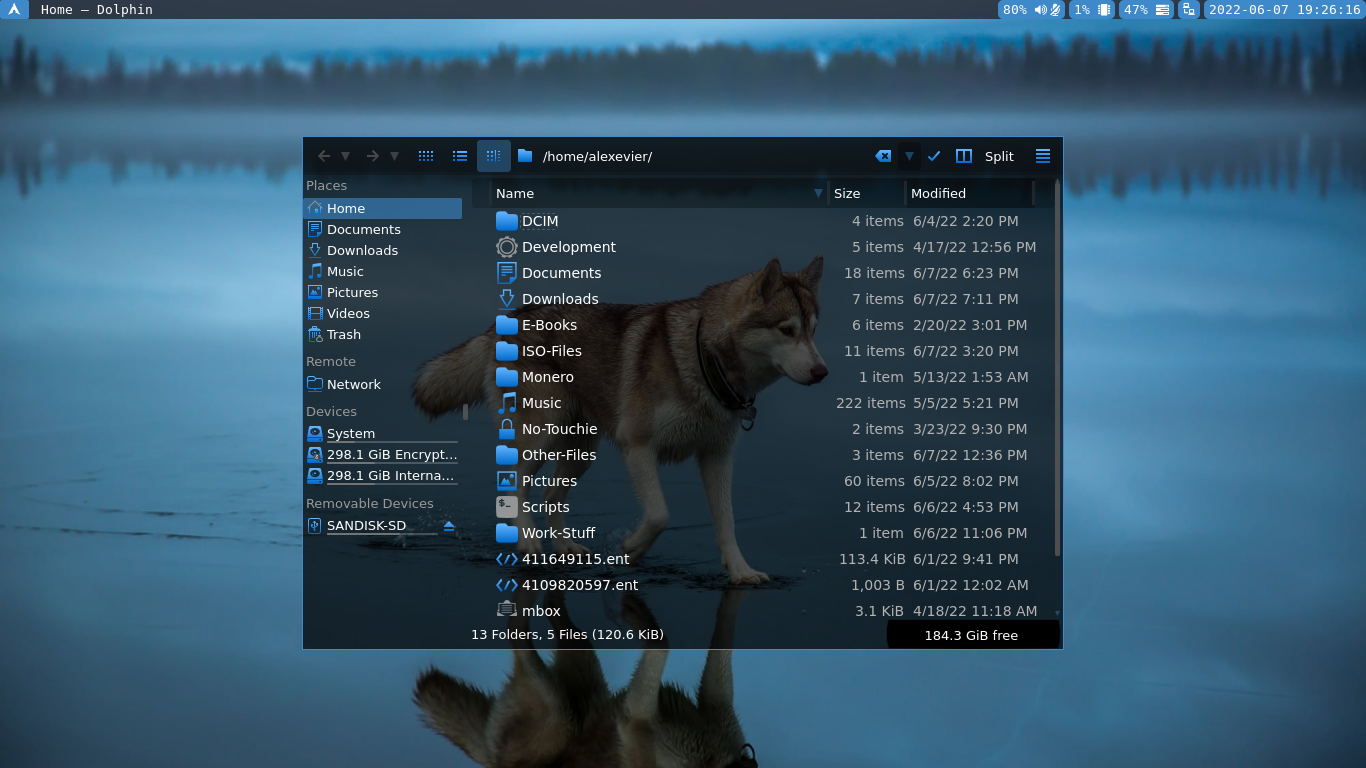 Home — Dolphin 80% 1% 47% 2022-06-07 19:26:16
/home/alexevier/ Split
Places
Home
Documents
Downloads
Music
Pictures
Videos
Trash
Remote
Network
Devices
System
298.1 GiB Encrypt...
298.1 GiB Interna...
Removable Devices
SANDISK-SD
Name Size Modified
DCIM 4 items 6/4/22 2:20 PM
Development 5 items 4/17/22 12:56 PM
Documents 18 items 6/7/22 6:23 PM
Downloads 7 items 6/7/22 7:11 PM
E-Books 6 items 2/20/22 3:01 PM
ISO-Files 11 items 6/7/22 3:20 PM
Monero 1 item 5/13/22 1:53 AM
Music 222 items 5/5/22 5:21 PM
No-Touchie 2 items 3/23/22 9:30 PM
Other-Files 3 items 6/7/22 12:36 PM
Pictures 60 items 6/5/22 8:02 PM
Scripts 12 items 6/6/22 4:53 PM
Work-Stuff 1 item 6/6/22 11:06 PM
411649115.ent 113.4 KiB 6/1/22 9:41 PM
4109820597.ent 1,003 B 6/1/22 12:02 AM
mbox 3.1 KiB 4/18/22 11:18 AM
13 Folders, 5 Files (120.6 KiB) 184.3 GiB free